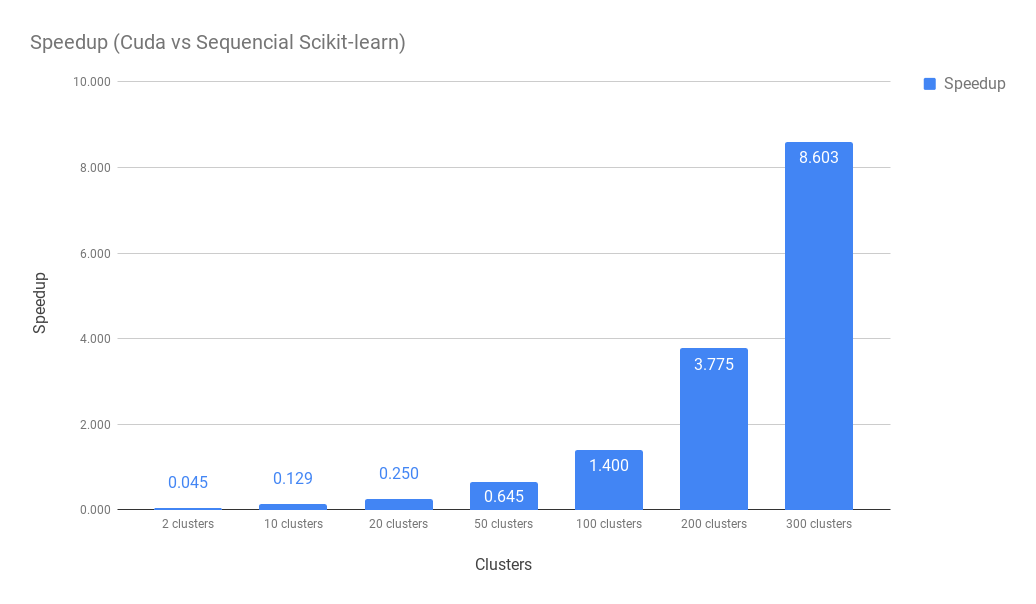 Speedup (Cuda vs Sequencial Scikit-learn)
Speedup
10.000
8.000
6.000
4.000
2.000
0.000
Speedup
0.045
0.129
0.250
0.645
1.400
3.775
8.603
2 clusters
10 clusters
20 clusters
50 clusters
100 clusters
200 clusters
300 clusters
Clusters